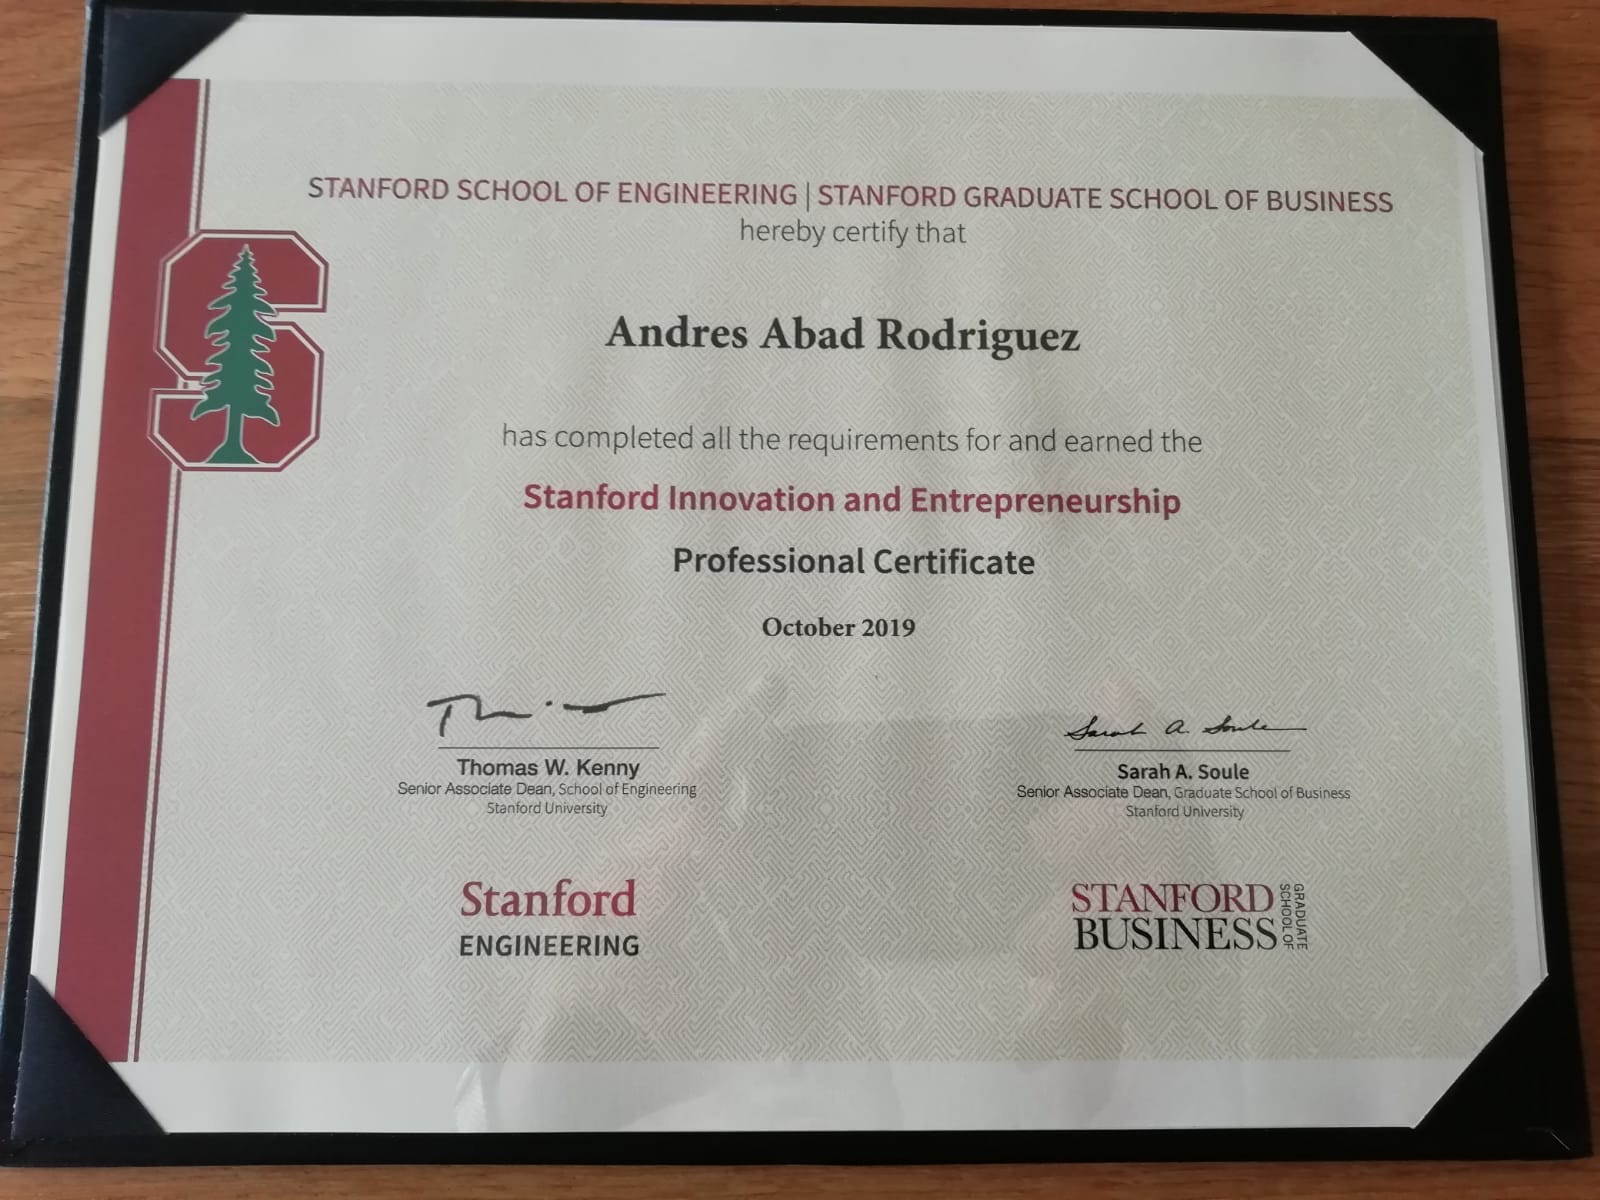 STANFORD SCHOOL OF ENGINEERING | STANFORD GRADUATE SCHOOL OF BUSINESS
hereby certify that
Andres Abad Rodriguez
has completed all the requirements for and earned the
Stanford Innovation and Entrepreneurship
Professional Certificate
October 2019
Sarah A. Soule
Thomas W. Kenny
Senior Associate Dean, School of Engineering
Stanford University
Sarah A. Soule
Senior Associate Dean, Graduate School of Business
Stanford University
Stanford
ENGINEERING
STANFORD
BUSINESS
GRADUATE
SCHOOL OF